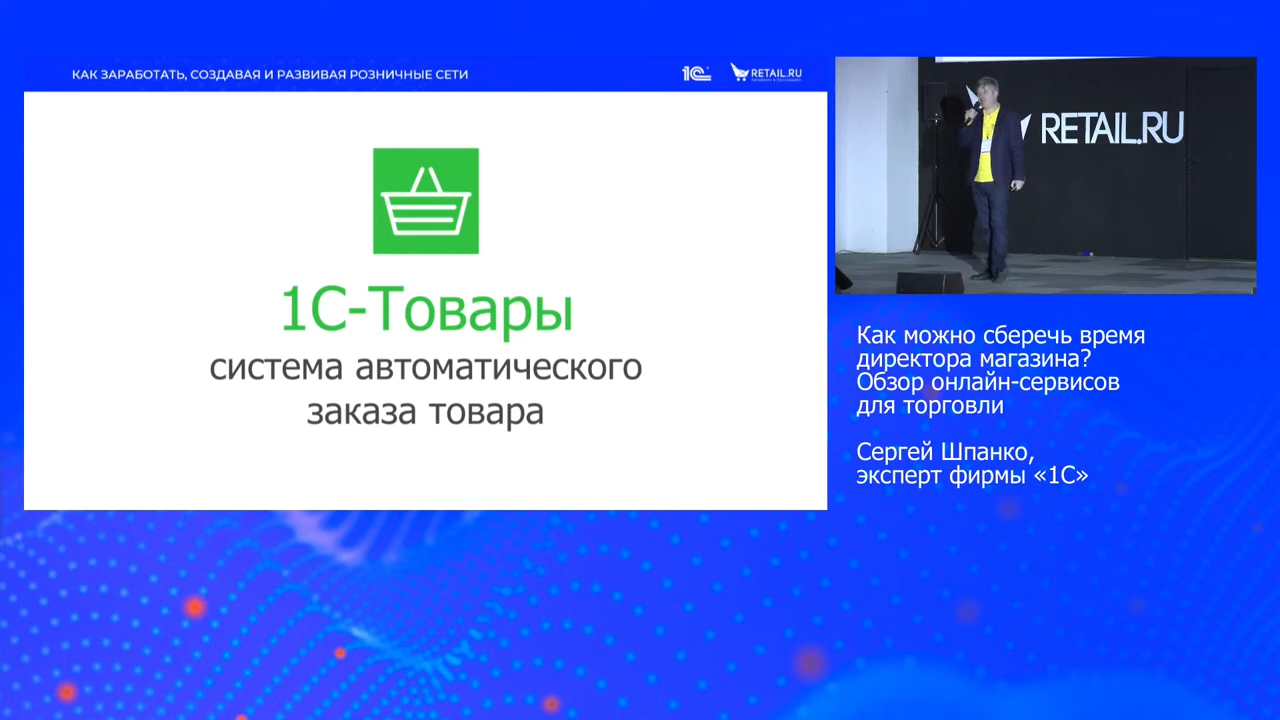 КАК ЗАРАБОТАТЬ, СОЗДАВАЯ И РАЗВИВАЯ РОЗНИЧНЫЕ СЕТИ
1С
RETAIL.RU
1С-Товары
система автоматического
заказа товара
RETAIL.RU
Как можно сберечь время
директора магазина?
Обзор онлайн-сервисов
для торговли
Сергей Шпанко,
эксперт фирмы «1С»